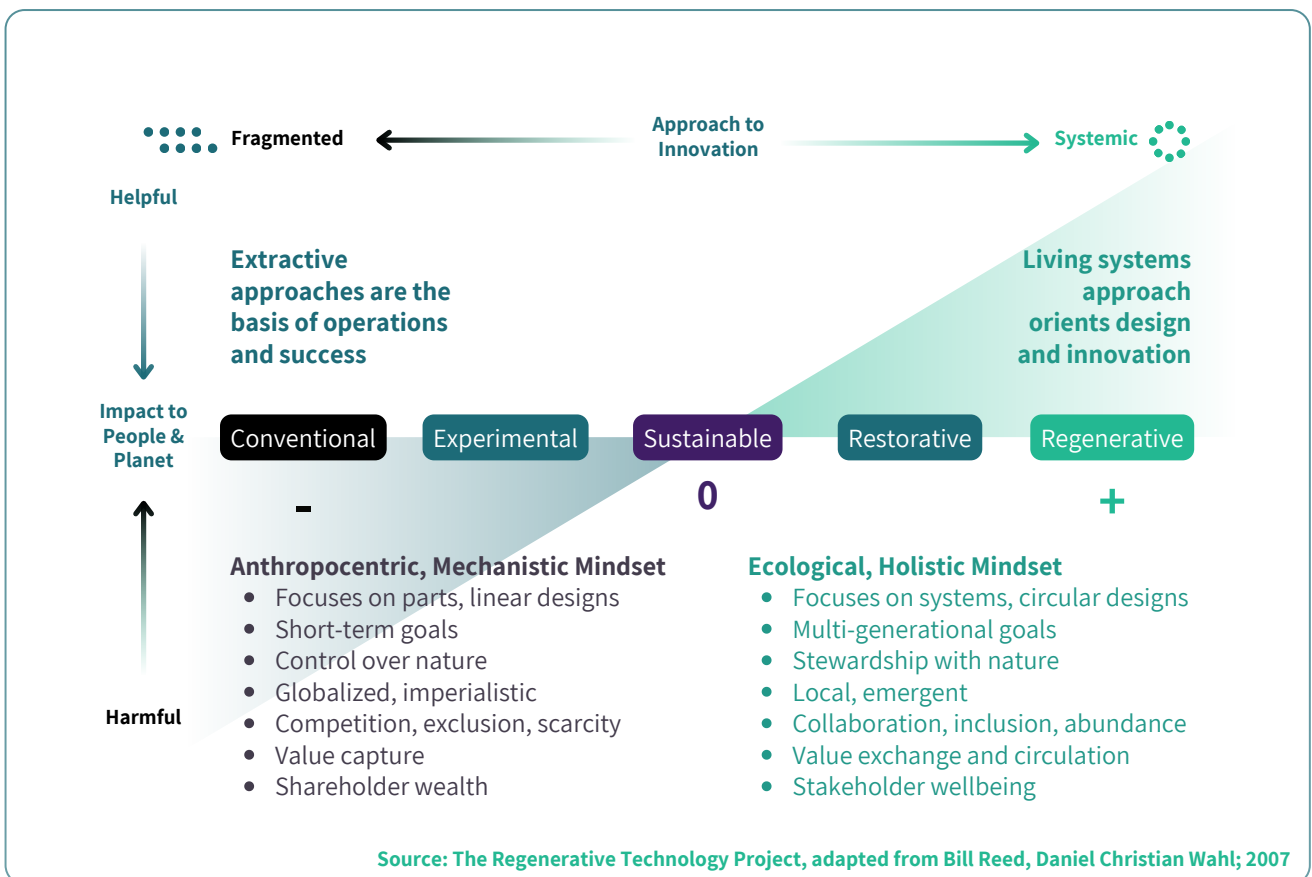 Fragmented
Approach to
Innovation
Systemic
Helpful
Extractive
approaches are the
basis of operations
and success
Living systems
approach
orients design
and innovation
Impact to
People &
Planet
Conventional
Experimental
Sustainable
Restorative
Regenerative
-
0
+
Anthropocentric, Mechanistic Mindset
• Focuses on parts, linear designs
• Short-term goals
• Control over nature
• Globalized, imperialistic
• Competition, exclusion, scarcity
• Value capture
• Shareholder wealth
Ecological, Holistic Mindset
• Focuses on systems, circular designs
• Multi-generational goals
• Stewardship with nature
• Local, emergent
• Collaboration, inclusion, abundance
• Value exchange and circulation
• Stakeholder wellbeing
Harmful
Source: The Regenerative Technology Project, adapted from Bill Reed, Daniel Christian Wahl; 2007